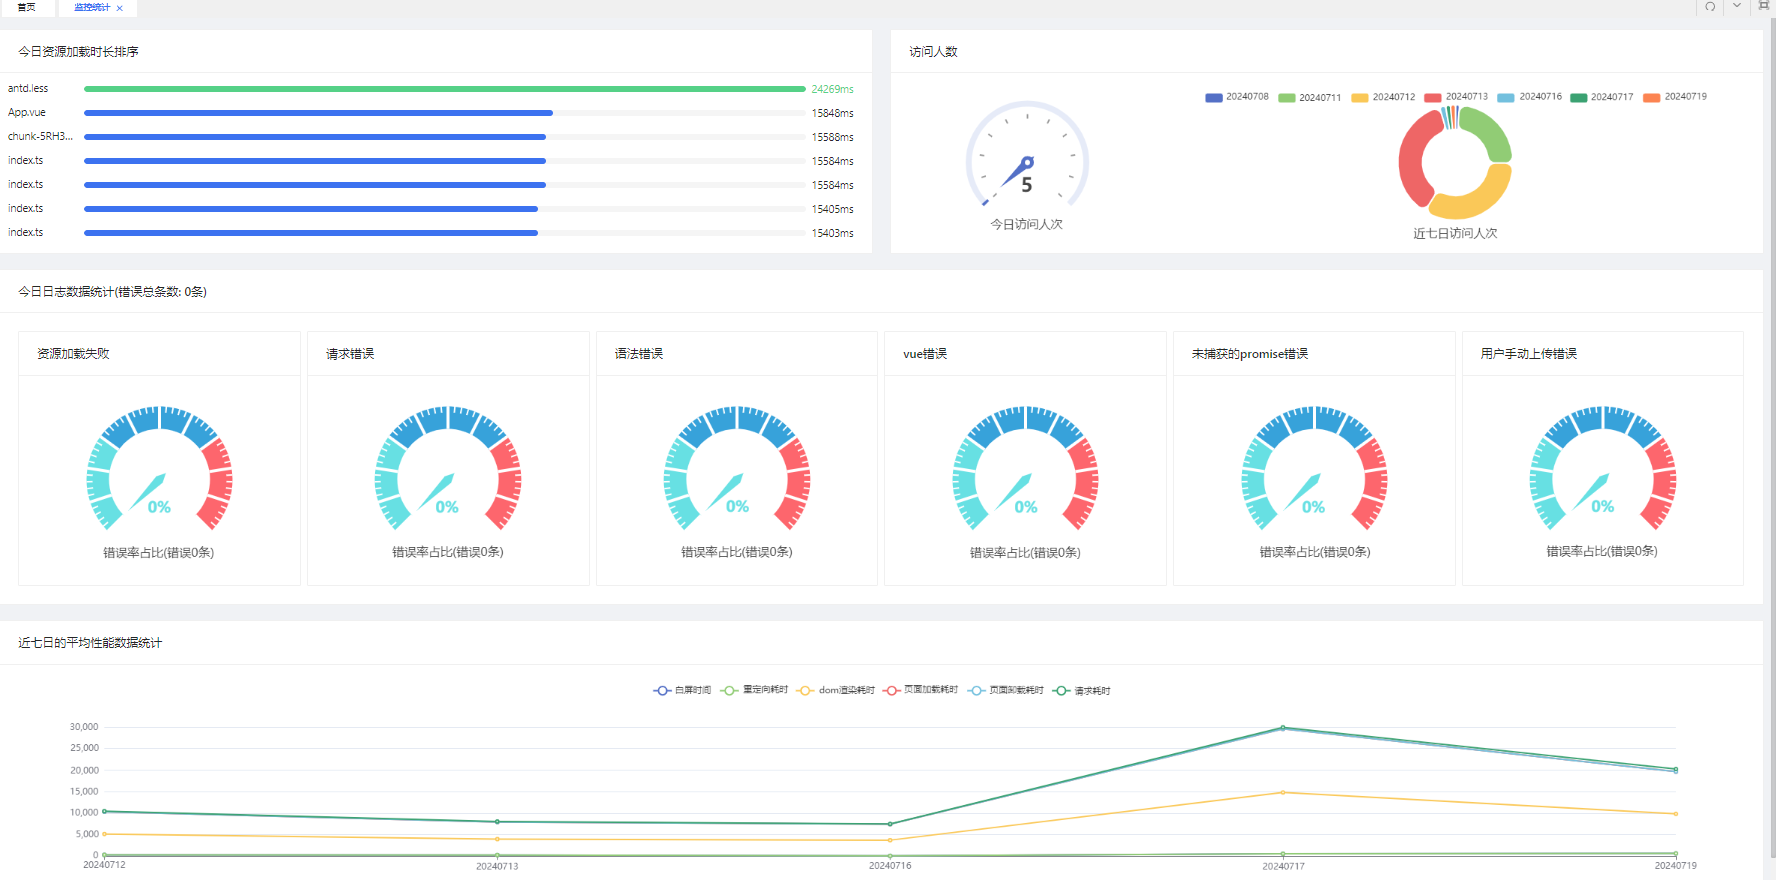 首页
监控统计
今日资源加载时长排序
antd.less 24269ms
App.vue 15848ms
chunk-5RH3... 15588ms
index.ts 15584ms
index.ts 15584ms
index.ts 15405ms
index.ts 15403ms
访问人数
5
今日访问人次
20240708 20240711 20240712 20240713 20240716 20240717 20240719
近七日访问人次
今日日志数据统计(错误总条数: 0条)
资源加载失败
0%
错误率占比(错误0条)
请求错误
0%
错误率占比(错误0条)
语法错误
0%
错误率占比(错误0条)
vue错误
0%
错误率占比(错误0条)
未捕获的promise错误
0%
错误率占比(错误0条)
用户手动上传错误
0%
错误率占比(错误0条)
近七日的平均性能数据统计
白屏时间 重定向耗时 dom渲染耗时 页面加载耗时 页面卸载耗时 请求耗时
30,000
25,000
20,000
15,000
10,000
5,000
0
20240712 20240713 20240716 20240717 20240719